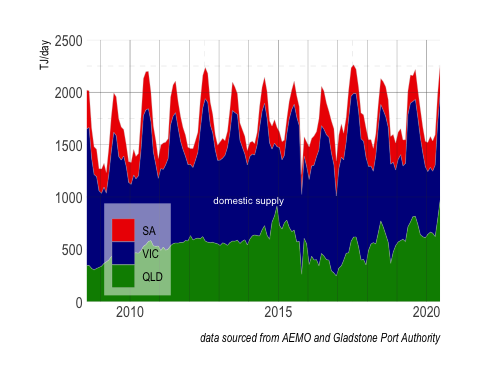 TJ/day
2500
2000
1500
1000
500
0
domestic supply
SA
VIC
QLD
2010
2015
2020
data sourced from AEMO and Gladstone Port Authority